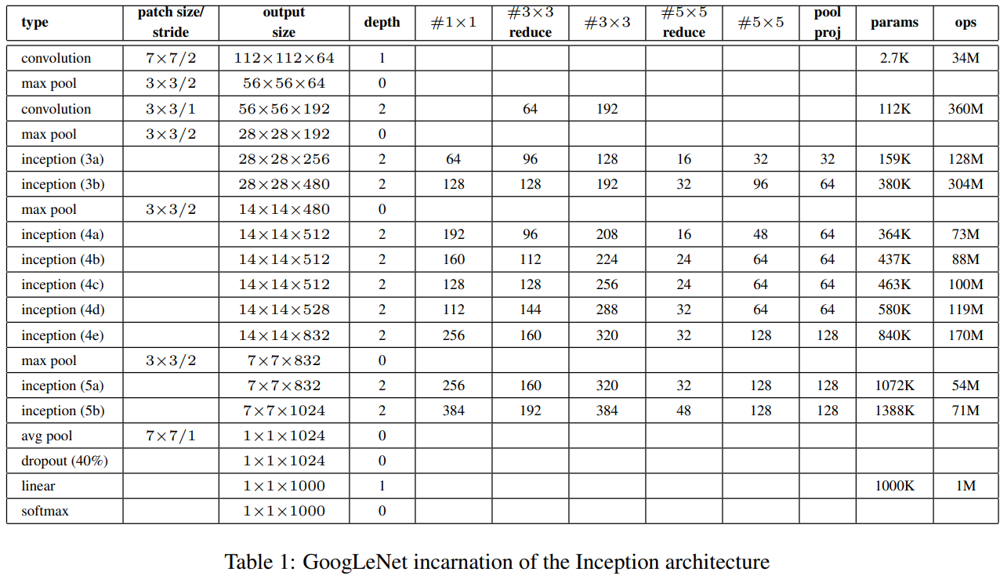 type patch size/ stride output size depth #1×1 #3×3 reduce #3×3 #5×5 reduce #5×5 pool proj params ops
convolution 7×7/2 112×112×64 1 2.7K 34M
max pool 3×3/2 56×56×64 0
convolution 3×3/1 56×56×192 2 64 192 112K 360M
max pool 3×3/2 28×28×192 0
inception (3a) 28×28×256 2 64 96 128 16 32 32 159K 128M
inception (3b) 28×28×480 2 128 128 192 32 96 64 380K 304M
max pool 3×3/2 14×14×480 0
inception (4a) 14×14×512 2 192 96 208 16 48 64 364K 73M
inception (4b) 14×14×512 2 160 112 224 24 64 64 437K 88M
inception (4c) 14×14×512 2 128 128 256 24 64 64 463K 100M
inception (4d) 14×14×528 2 112 144 288 32 64 64 580K 119M
inception (4e) 14×14×832 2 256 160 320 32 128 128 840K 170M
max pool 3×3/2 7×7×832 0
inception (5a) 7×7×832 2 256 160 320 32 128 128 1072K 54M
inception (5b) 7×7×1024 2 384 192 384 48 128 128 1388K 71M
avg pool 7×7/1 1×1×1024 0
dropout (40%) 1×1×1024 0
linear 1×1×1000 1 1000K 1M
softmax 1×1×1000 0
Table 1: GoogLeNet incarnation of the Inception architecture